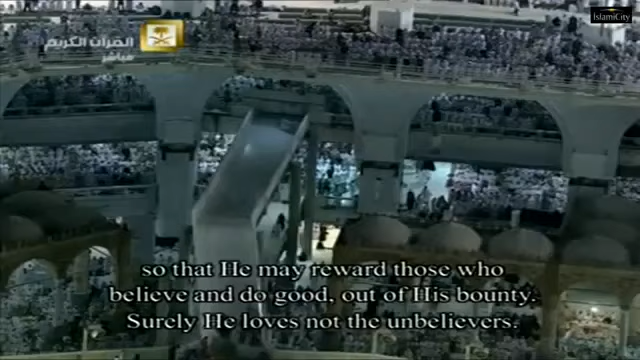 القرآن الكريم
مباشر
IslamiCity
so that He may reward those who
believe and do good, out of His bounty.
Surely He loves not the unbelievers.